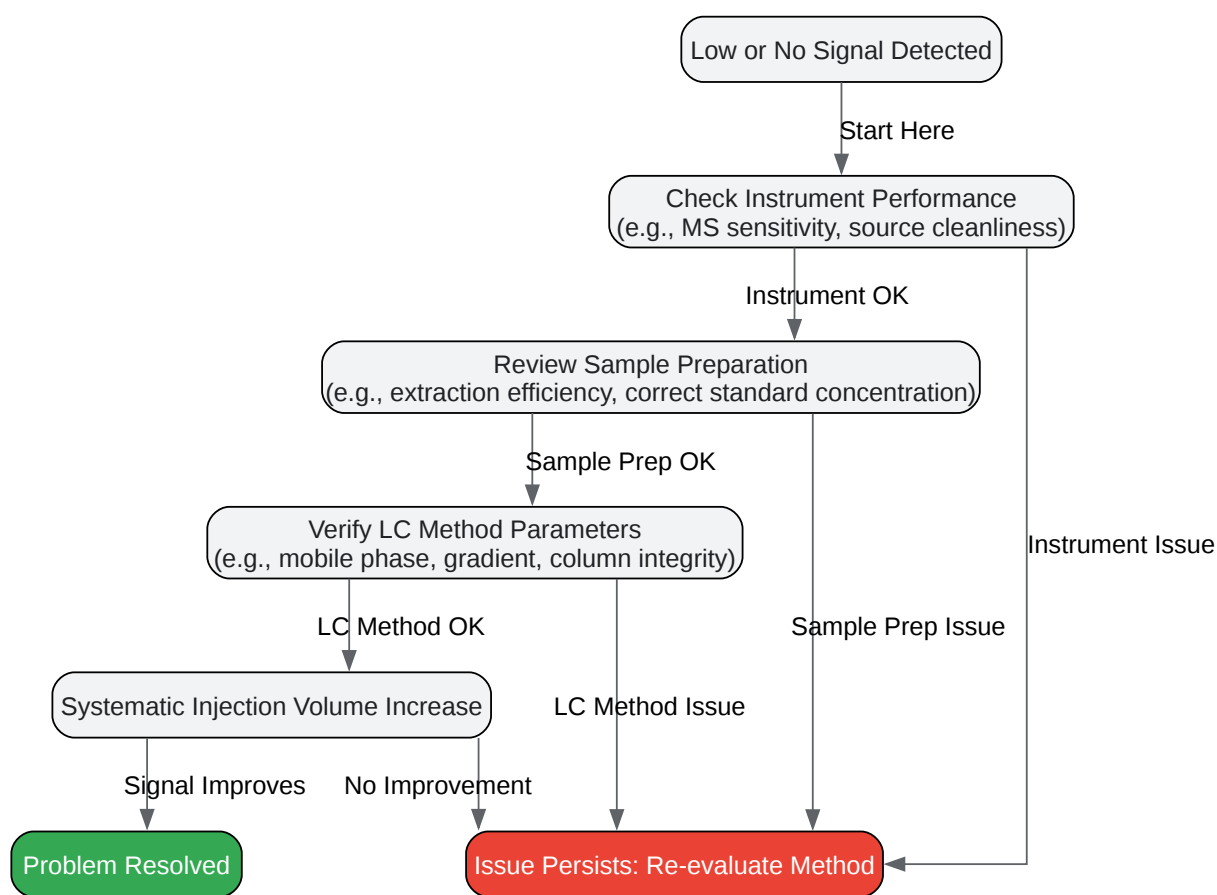 Low or No Signal Detected
Start Here
Check Instrument Performance
(e.g., MS sensitivity, source cleanliness)
Instrument OK
Review Sample Preparation
(e.g., extraction efficiency, correct standard concentration)
Sample Prep OK
Verify LC Method Parameters
(e.g., mobile phase, gradient, column integrity)
Instrument Issue
LC Method OK
Sample Prep Issue
Systematic Injection Volume Increase
LC Method Issue
Signal Improves
No Improvement
Problem Resolved
Issue Persists: Re-evaluate Method